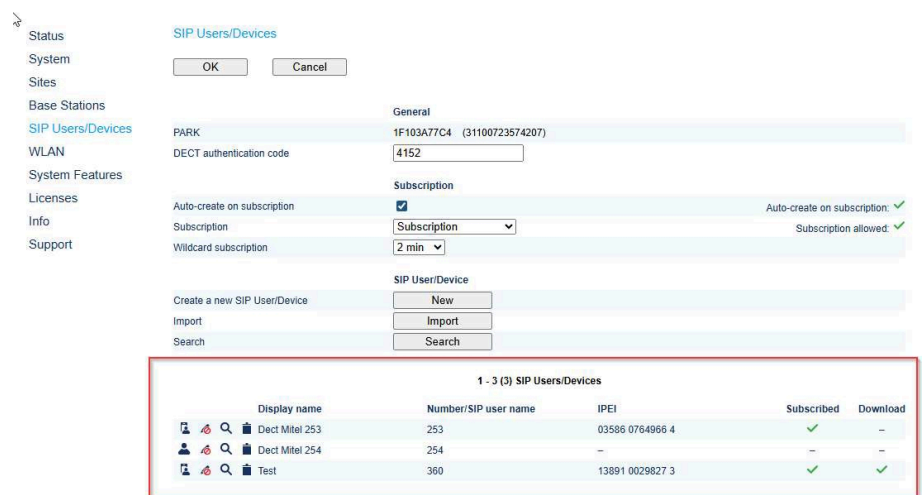 SIP Users/Devices
Status
System
Sites
Base Stations
SIP Users/Devices
WLAN
System Features
Licenses
Info
Support
OK Cancel
General
PARK 1F103A77C4 (31100723574207)
DECT authentication code 4152
Subscription
Auto-create on subscription Auto-create on subscription:
Subscription Subscription Subscription allowed:
Wildcard subscription 2 min
SIP User/Device
Create a new SIP User/Device New
Import Import
Search Search
1 - 3 (3) SIP Users/Devices
Display name Number/SIP user name IPEI Subscribed Download
Dect Mitel 253 253 03586 0764966 4 –
Dect Mitel 254 254 – – –
Test 360 13891 0029827 3